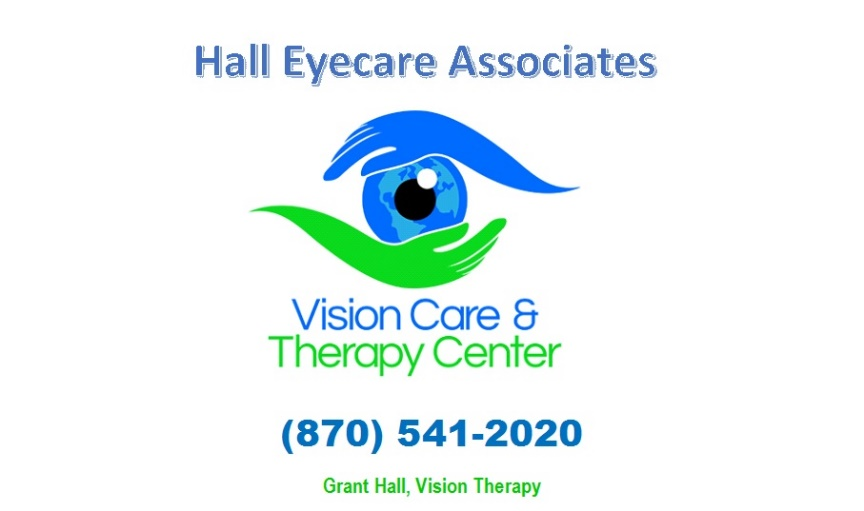 Hall Eyecare Associates
Vision Care &
Therapy Center
(870) 541-2020
Grant Hall, Vision Therapy